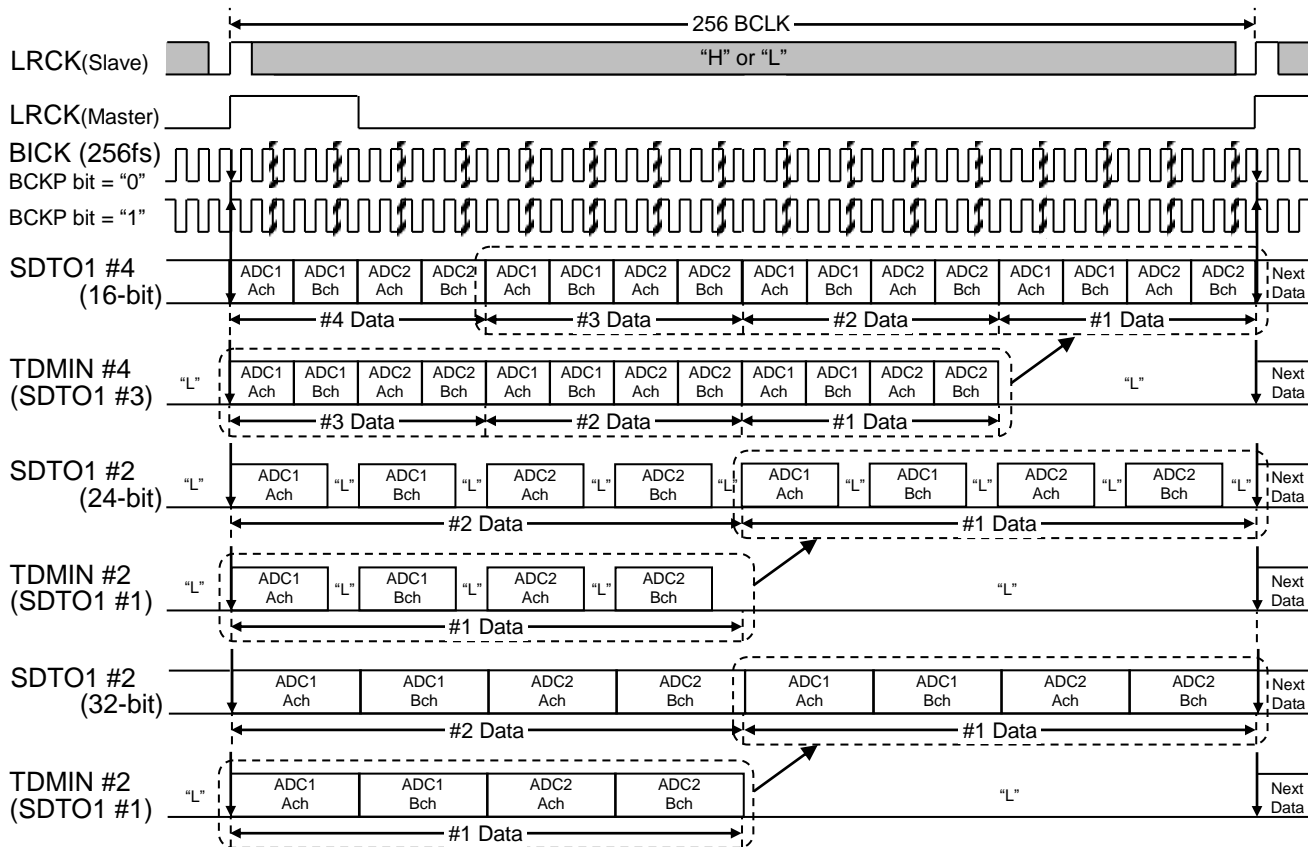 256 BCLK
LRCK(Slave)
“H” or “L”
LRCK(Master)
BICK (256fs)
BCKP bit = “0”
BCKP bit = “1”
SDTO1 #4
(16-bit)
ADC1 Ach
ADC1 Bch
ADC2 Ach
ADC2 Bch
ADC1 Ach
ADC1 Bch
ADC2 Ach
ADC2 Bch
ADC1 Ach
ADC1 Bch
ADC2 Ach
ADC2 Bch
ADC1 Ach
ADC1 Bch
ADC2 Ach
ADC2 Bch
Next Data
#4 Data
#3 Data
#2 Data
#1 Data
TDMIN #4
(SDTO1 #3)
“L”
ADC1 Ach
ADC1 Bch
ADC2 Ach
ADC2 Bch
ADC1 Ach
ADC1 Bch
ADC2 Ach
ADC2 Bch
ADC1 Ach
ADC1 Bch
ADC2 Ach
ADC2 Bch
“L”
Next Data
#3 Data
#2 Data
#1 Data
SDTO1 #2
(24-bit)
“L”
ADC1 Ach
“L”
ADC1 Bch
“L”
ADC2 Ach
“L”
ADC2 Bch
“L”
ADC1 Ach
“L”
ADC1 Bch
“L”
ADC2 Ach
“L”
ADC2 Bch
“L”
Next Data
#2 Data
#1 Data
TDMIN #2
(SDTO1 #1)
“L”
ADC1 Ach
“L”
ADC1 Bch
“L”
ADC2 Ach
“L”
ADC2 Bch
“L”
Next Data
#1 Data
SDTO1 #2
(32-bit)
ADC1 Ach
ADC1 Bch
ADC2 Ach
ADC2 Bch
ADC1 Ach
ADC1 Bch
ADC2 Ach
ADC2 Bch
Next Data
#2 Data
#1 Data
TDMIN #2
(SDTO1 #1)
“L”
ADC1 Ach
ADC1 Bch
ADC2 Ach
ADC2 Bch
“L”
Next Data
#1 Data